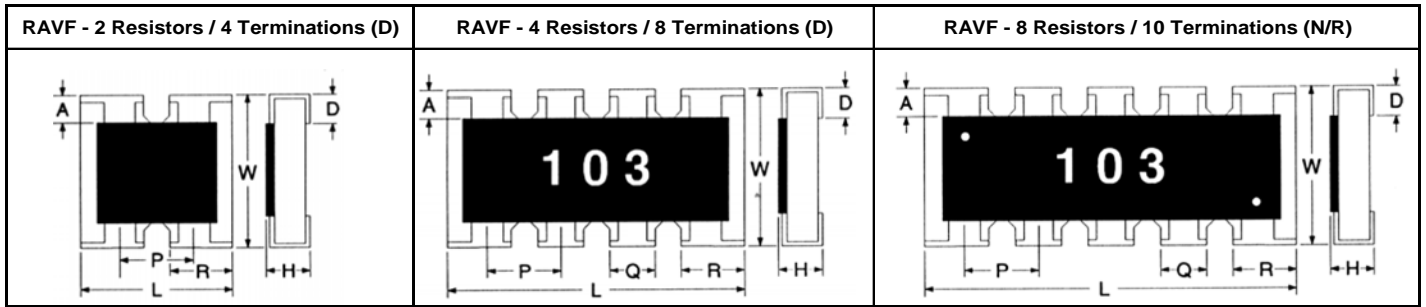 RAVF - 2 Resistors / 4 Terminations (D)
RAVF - 4 Resistors / 8 Terminations (D)
RAVF - 8 Resistors / 10 Terminations (N/R)
A
D
W
P
R
H
L
A
D
103
W
P
Q
R
H
L
A
D
103
W
P
Q
R
H
L